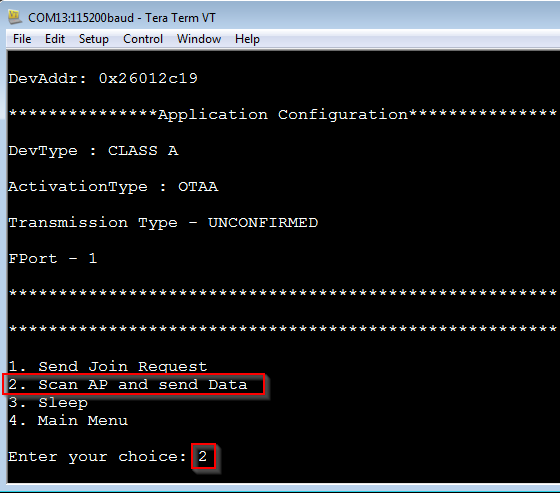 COM13:115200baud - Tera Term VT
File Edit Setup Control Window Help
DevAddr: 0x26012c19
***************Application Configuration***************
DevType : CLASS A
ActivationType : OTAA
Transmission Type - UNCONFIRMED
FPort - 1
*******************************************************
*******************************************************
1. Send Join Request
2. Scan AP and send Data
3. Sleep
4. Main Menu
Enter your choice: 2